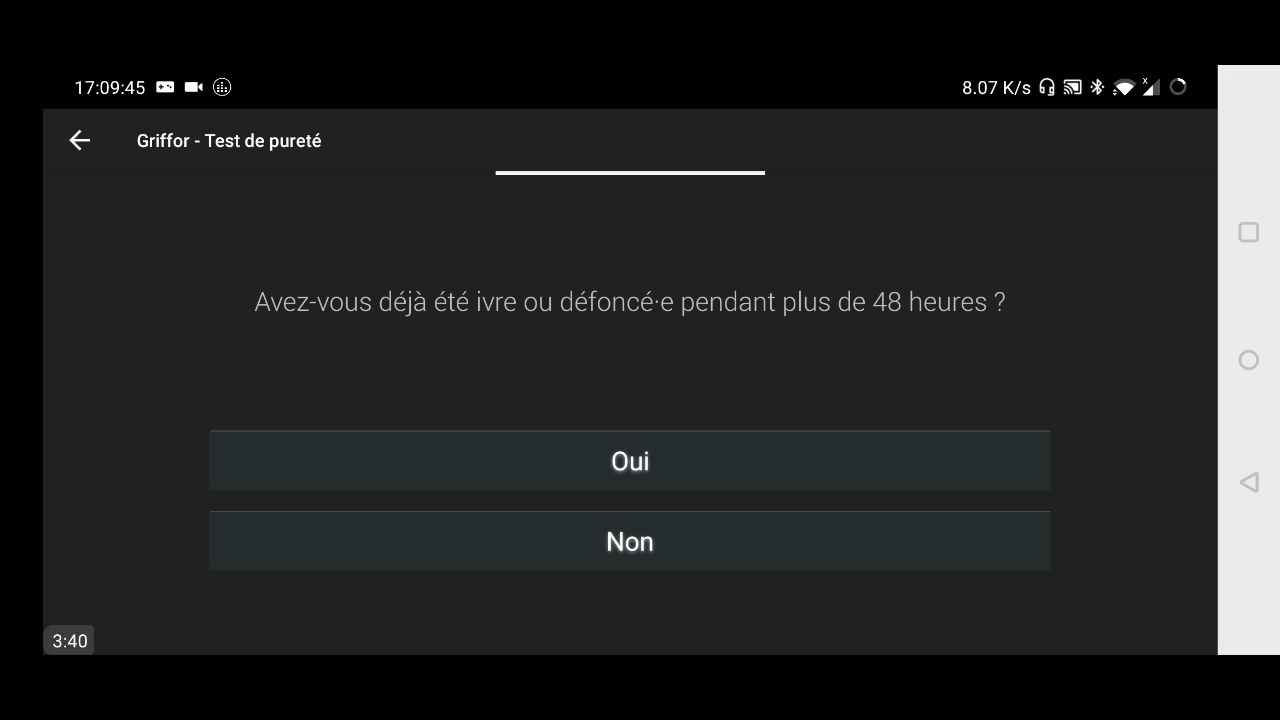 17:09:45
8.07 K/s
Griffor - Test de pureté
Avez-vous déjà été ivre ou défoncé·e pendant plus de 48 heures ?
Oui
Non
3:40